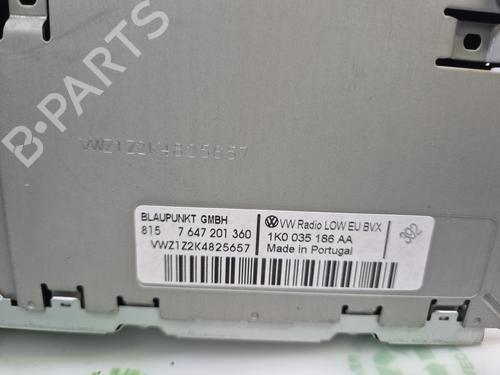 B-PARTS
VWZ1Z2K4825657
BLAUPUNKT GMBH
815 7 647 201 360
VWZ1Z2K4825657
VW Radio LOW EU BVX
1K0 035 186 AA
Made in Portugal
392